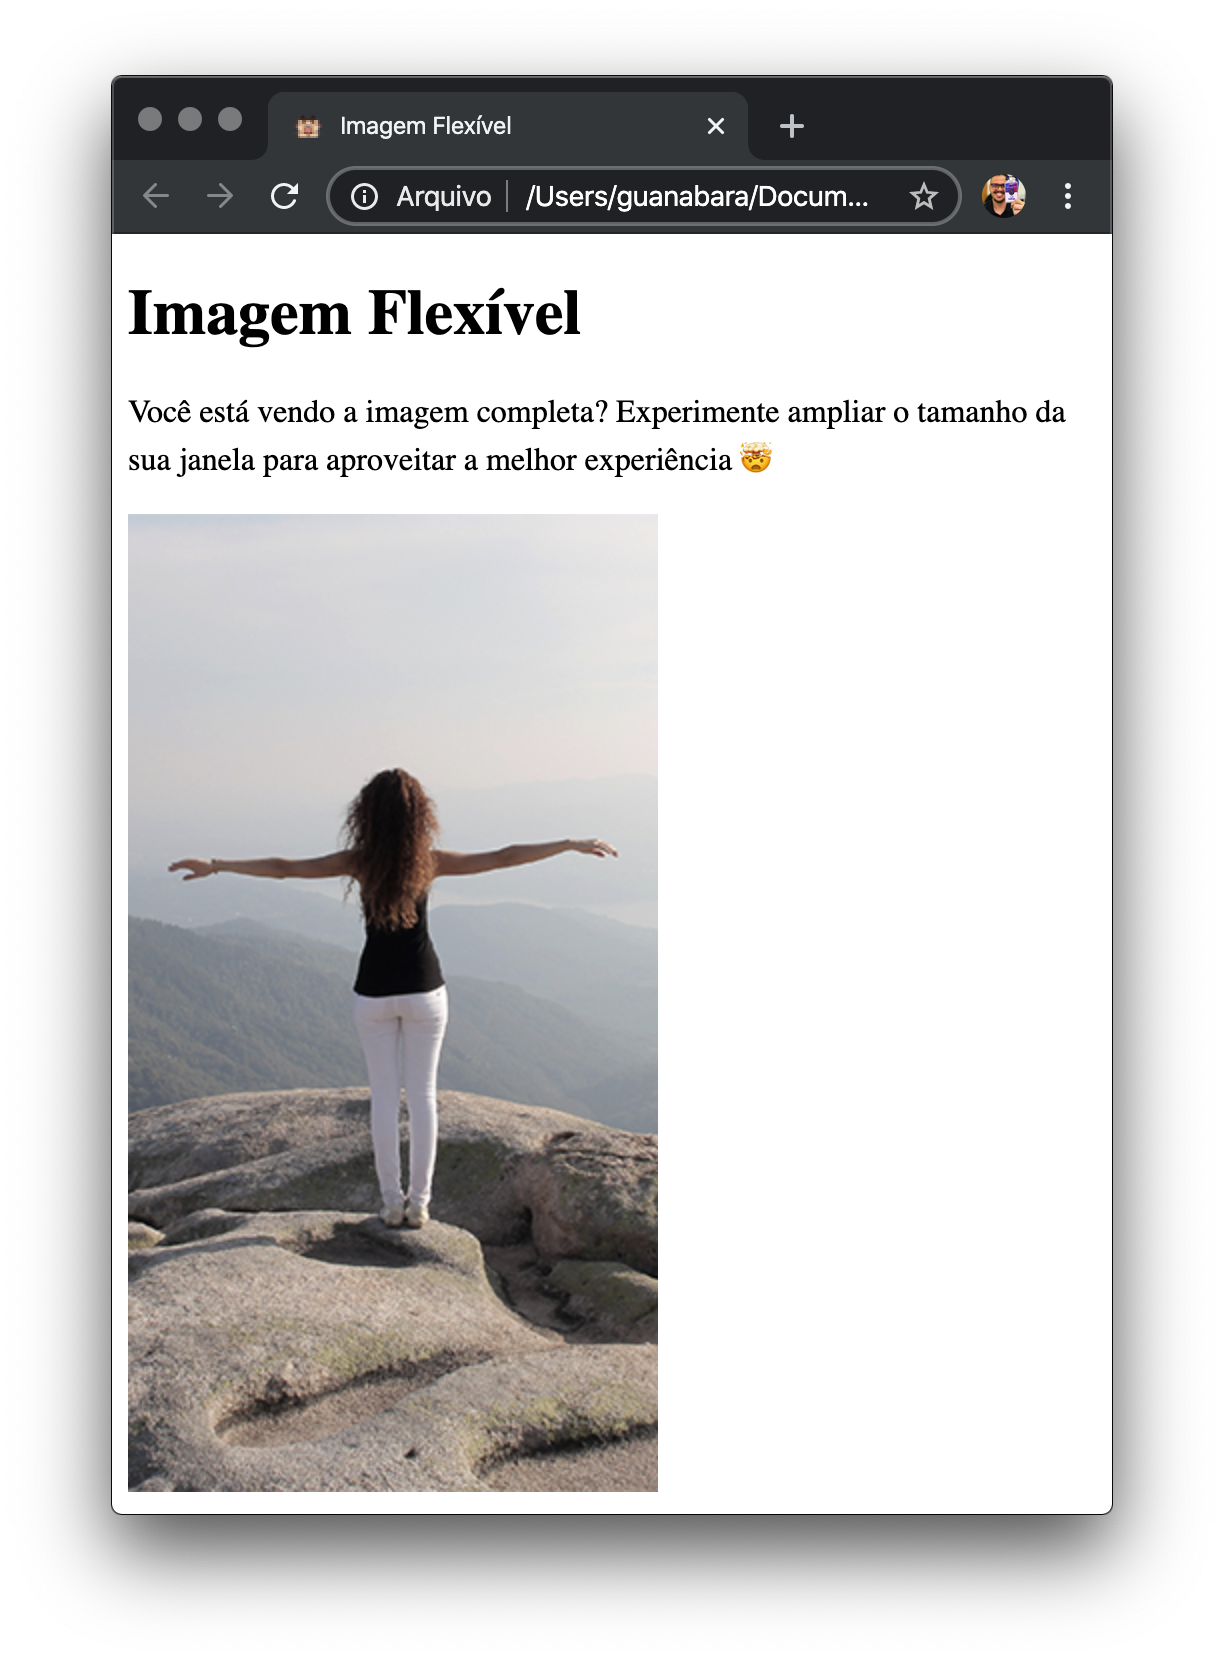 Imagem Flexível
Arquivo /Users/guanabara/Docum...
Imagem Flexível
Você está vendo a imagem completa? Experimente ampliar o tamanho da
sua janela para aproveitar a melhor experiência 🤯